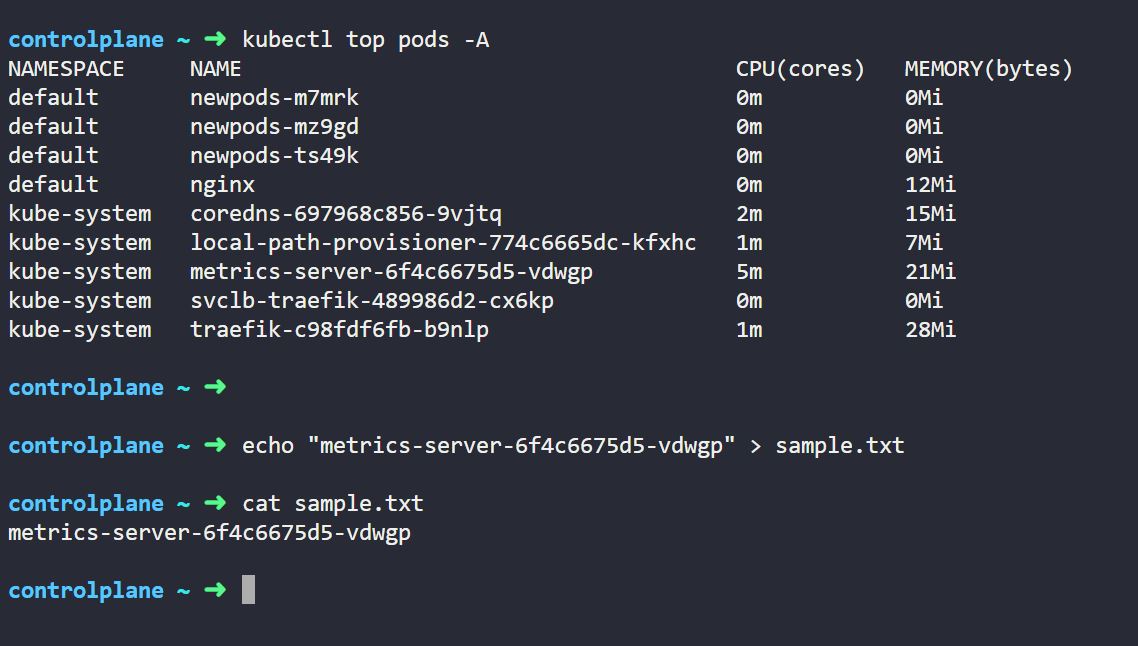 controlplane ~ ➜ kubectl top pods -A
NAMESPACE NAME CPU(cores) MEMORY(bytes)
default newpods-m7mrk 0m 0Mi
default newpods-mz9gd 0m 0Mi
default newpods-ts49k 0m 0Mi
default nginx 0m 12Mi
kube-system coredns-697968c856-9vjtq 2m 15Mi
kube-system local-path-provisioner-774c6665dc-kfxhc 1m 7Mi
kube-system metrics-server-6f4c6675d5-vdwgp 5m 21Mi
kube-system svclb-traefik-489986d2-cx6kp 0m 0Mi
kube-system traefik-c98fdf6fb-b9nlp 1m 28Mi
controlplane ~ ➜
controlplane ~ ➜ echo "metrics-server-6f4c6675d5-vdwgp" > sample.txt
controlplane ~ ➜ cat sample.txt
metrics-server-6f4c6675d5-vdwgp
controlplane ~ ➜